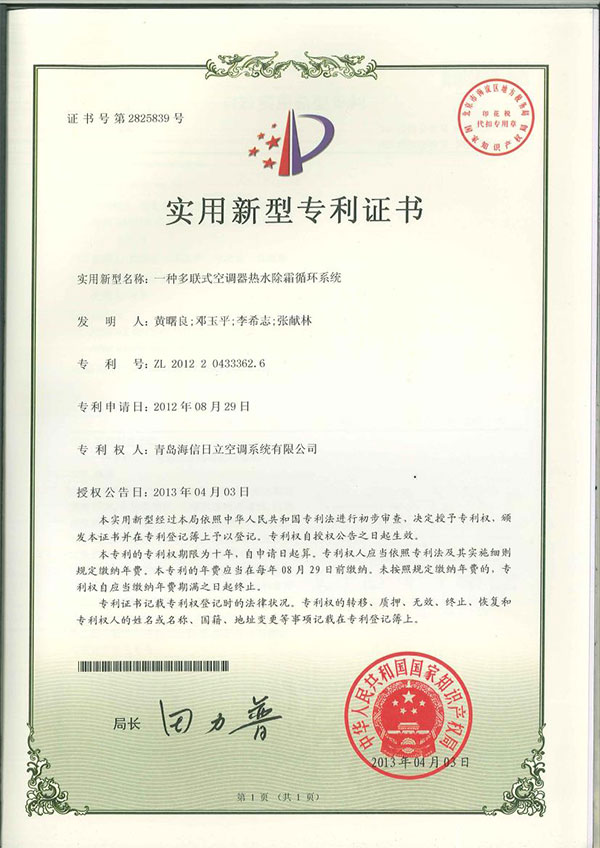 证书号第2825839号
北京市海淀区地方税务局
印花税
代扣专用章
国家知识产权局
实用新型专利证书
实用新型名称：一种多联式空调器热水除霜循环系统
发明人：黄曙良;邓玉平;李希志;张献林
专利号：ZL 2012 2 0433362.6
专利申请日：2012年08月29日
专利权人：青岛海信日立空调系统有限公司
授权公告日：2013年04月03日
本实用新型经过本局依照中华人民共和国专利法进行初步审查，决定授予专利权，颁
发本证书并在专利登记簿上予以登记。专利权自授权公告之日起生效。
本专利的专利权期限为十年，自申请日起算。专利权人应当依照专利法及其实施细则
规定缴纳年费。本专利的年费应当在每年08月29日前缴纳。未按照规定缴纳年费的，专
利权自应当缴纳年费期满之日起终止。
专利证书记载专利权登记时的法律状况。专利权的转移、质押、无效、终止、恢复和
专利权人的姓名或名称、国籍、地址变更等事项记载在专利登记簿上。
局长 田力普
中华人民共和国国家知识产权局
2013年04月03日
第1页（共1页）